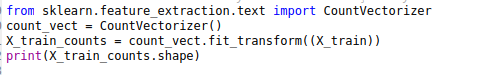 from sklearn.feature_extraction.text import CountVectorizer
count_vect = CountVectorizer()
X_train_counts = count_vect.fit_transform((X_train))
print(X_train_counts.shape)